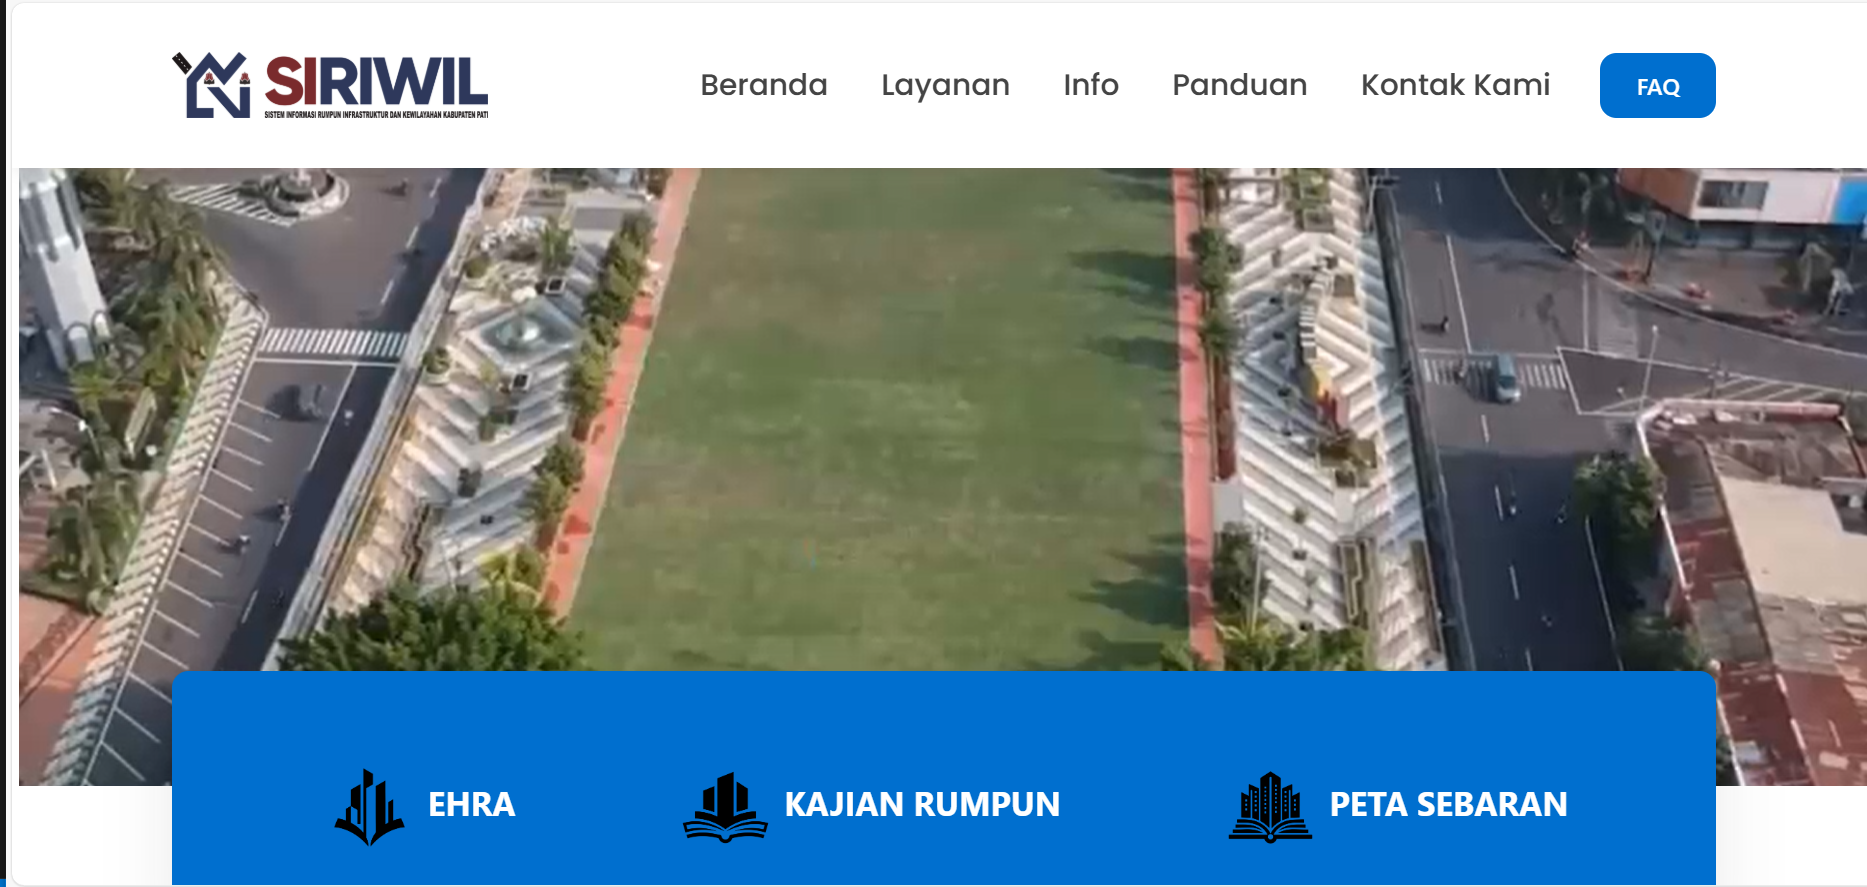 SIRIWIL
SISTEM INFORMASI RUMPUN INFRASTRUKTUR DAN KEWILAYAHAN KABUPATEN PATI
Beranda
Layanan
Info
Panduan
Kontak Kami
FAQ
EHRA
KAJIAN RUMPUN
PETA SEBARAN